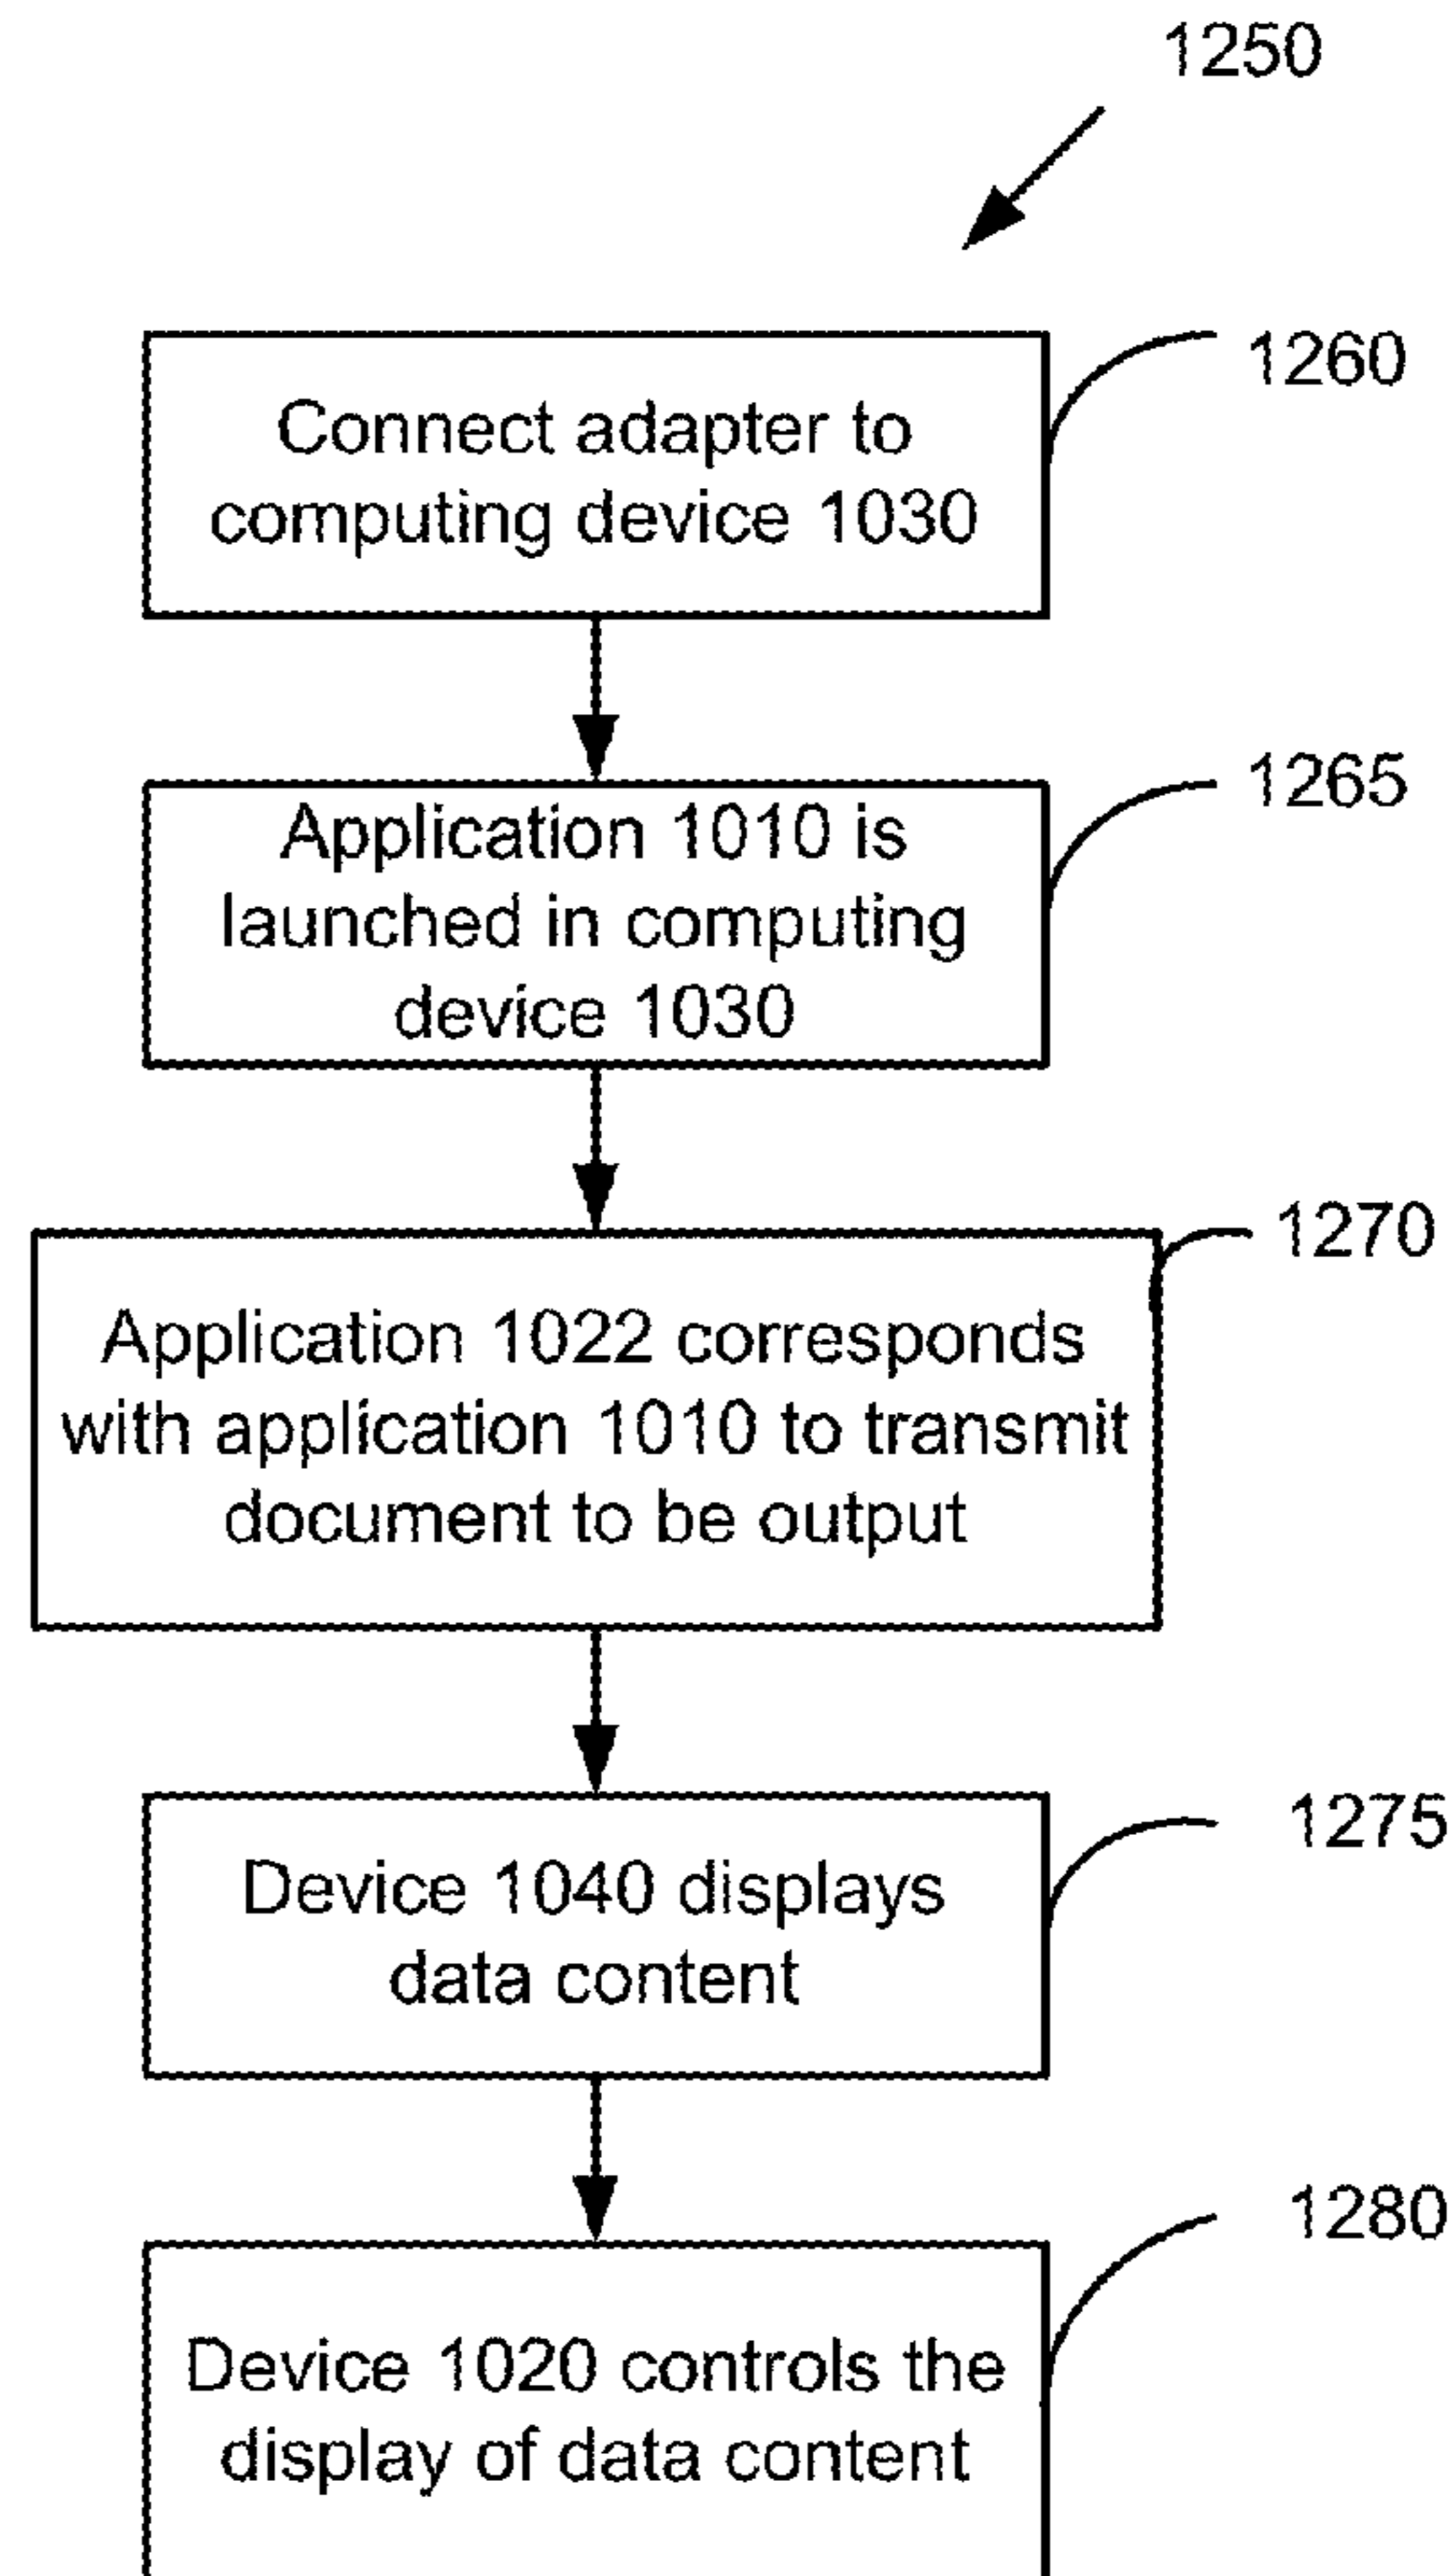 1250
1260
Connect adapter to
computing device 1030
1265
Application 1010 is
launched in computing
device 1030
1270
Application 1022 corresponds
with application 1010 to transmit
document to be output
1275
Device 1040 displays
data content
1280
Device 1020 controls the
display of data content